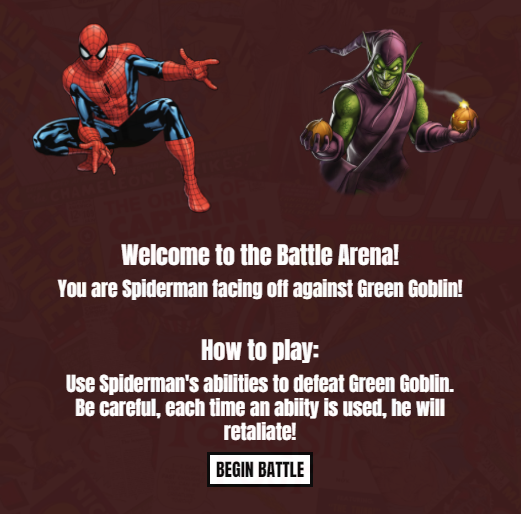 Welcome to the Battle Arena!
You are Spiderman facing off against Green Goblin!
How to play:
Use Spiderman's abilities to defeat Green Goblin.
Be careful, each time an abiity is used, he will
retaliate!
BEGIN BATTLE